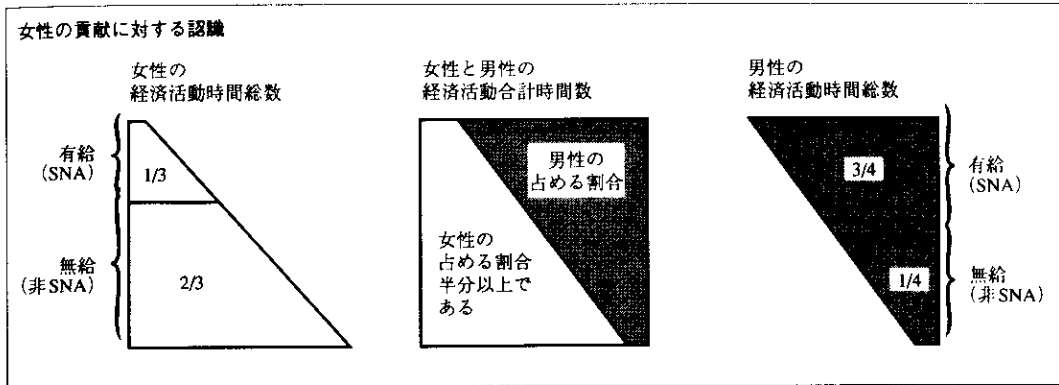 女性の貢献に対する認識
女性の
経済活動時間総数
有給
(SNA)
1/3
無給
(非SNA)
2/3
女性と男性の
経済活動合計時間数
男性の
占める割合
女性の
占める割合
半分以上で
ある
男性の
経済活動時間総数
3/4
有給
(SNA)
1/4
無給
(非SNA)